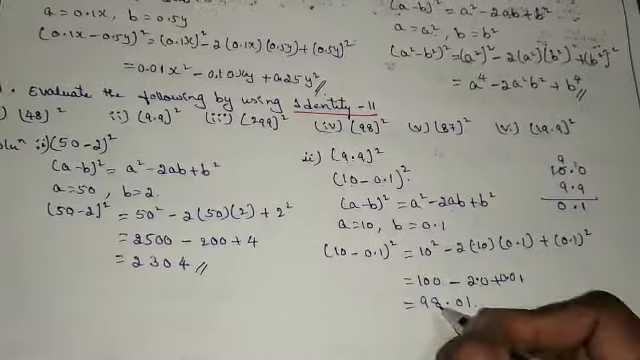 a = 0.1x, b = 0.5y
(0.1x - 0.5y)² = (0.1x)² - 2(0.1x)(0.5y) + (0.5y)²
= 0.01x² - 0.10xy + 0.25y²
(a-b)² = a² - 2ab + b²
a = a², b = b²
(a² - b²)² = (a²)² - 2(a²)(b²) + (b²)²
= a⁴ - 2a²b² + b⁴
Evaluate the following by using Identity - II
(48)² ii) (9.9)² (iii) (299)² (iv) (98)² (v) (87)² (vi) (19.9)²
(50-2)²
(a-b)² = a² - 2ab + b²
a = 50, b = 2.
(50-2)² = 50² - 2(50)(2) + 2²
= 2500 - 200 + 4
= 2304
ii) (9.9)²
(10 - 0.1)²
(a-b)² = a² - 2ab + b²
a = 10, b = 0.1
(10 - 0.1)² = 10² - 2(10)(0.1) + (0.1)²
= 100 - 2.0 + 0.01
= 98.01.
9
10.0
9.9
0.1